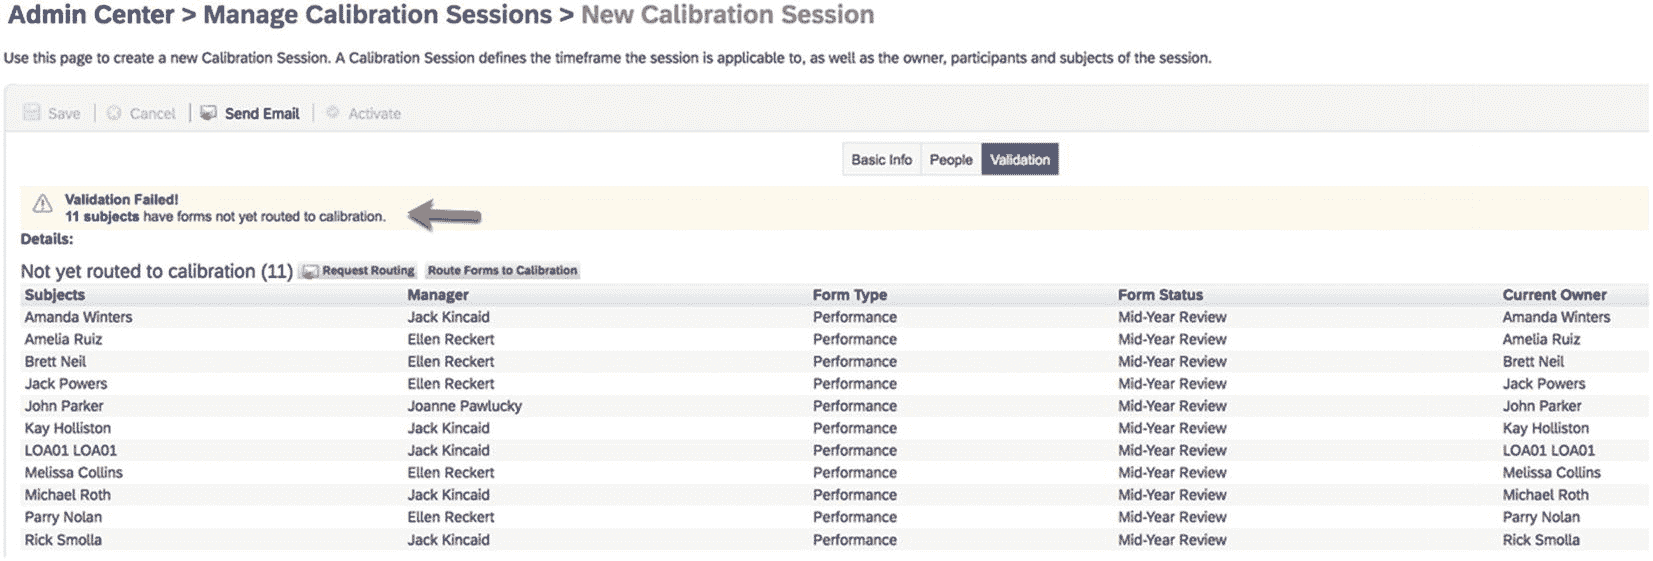 Admin Center > Manage Calibration Sessions > New Calibration Session
Use this page to create a new Calibration Session. A Calibration Session defines the timeframe the session is applicable to, as well as the owner, participants and subjects of the session.
Save Cancel Send Email Activate
Basic Info People Validation
Validation Failed!
11 subjects have forms not yet routed to calibration.
Details:
Not yet routed to calibration (11) Request Routing Route Forms to Calibration
Subjects Manager Form Type Form Status Current Owner
Amanda Winters Jack Kincaid Performance Mid-Year Review Amanda Winters
Amelia Ruiz Ellen Reckert Performance Mid-Year Review Amelia Ruiz
Brett Neil Ellen Reckert Performance Mid-Year Review Brett Neil
Jack Powers Ellen Reckert Performance Mid-Year Review Jack Powers
John Parker Joanne Pawlucky Performance Mid-Year Review John Parker
Kay Holliston Jack Kincaid Performance Mid-Year Review Kay Holliston
LOA01 LOA01 Jack Kincaid Performance Mid-Year Review LOA01 LOA01
Melissa Collins Ellen Reckert Performance Mid-Year Review Melissa Collins
Michael Roth Jack Kincaid Performance Mid-Year Review Michael Roth
Parry Nolan Ellen Reckert Performance Mid-Year Review Parry Nolan
Rick Smolla Jack Kincaid Performance Mid-Year Review Rick Smolla